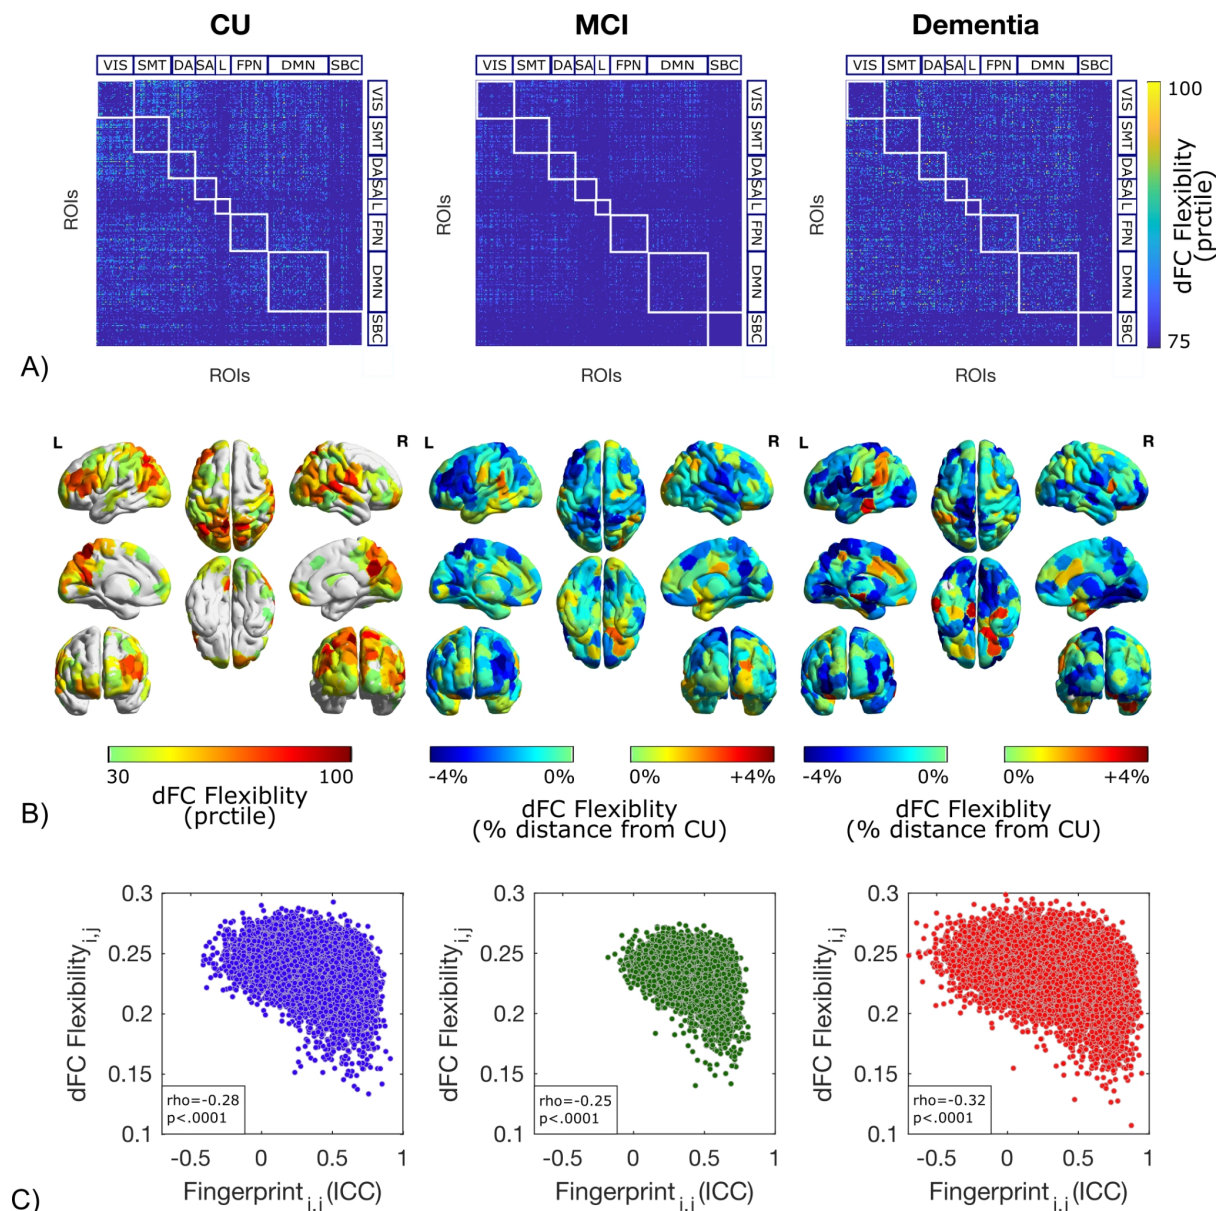 CU MCI Dementia
VIS SMT DA SA L FPN DMN SBC
VIS SMT DA SA L FPN DMN SBC
VIS SMT DA SA L FPN DMN SBC
VIS SMT DA SA L FPN DMN SBC
VIS SMT DA SA L FPN DMN SBC
VIS SMT DA SA L FPN DMN SBC
ROIs
ROIs
ROIs
100
75
dFC Flexiblity
(prctile)
A)
ROIs
ROIs
ROIs
L R L R
30 100
dFC Flexiblity
(prctile)
-4% 0% 0% +4%
dFC Flexiblity
(% distance from CU)
-4% 0% 0% +4%
dFC Flexiblity
(% distance from CU)
B)
0.3
0.25
0.2
0.15
0.1
dFC Flexibility i,j
rho=-0.28
p<.0001
-0.5 0 0.5 1
Fingerprint i,j (ICC)
0.3
0.25
0.2
0.15
0.1
dFC Flexibility i,j
rho=-0.25
p<.0001
-0.5 0 0.5 1
Fingerprint i,j (ICC)
0.3
0.25
0.2
0.15
0.1
dFC Flexibility i,j
rho=-0.32
p<.0001
-0.5 0 0.5 1
Fingerprint i,j (ICC)
C)